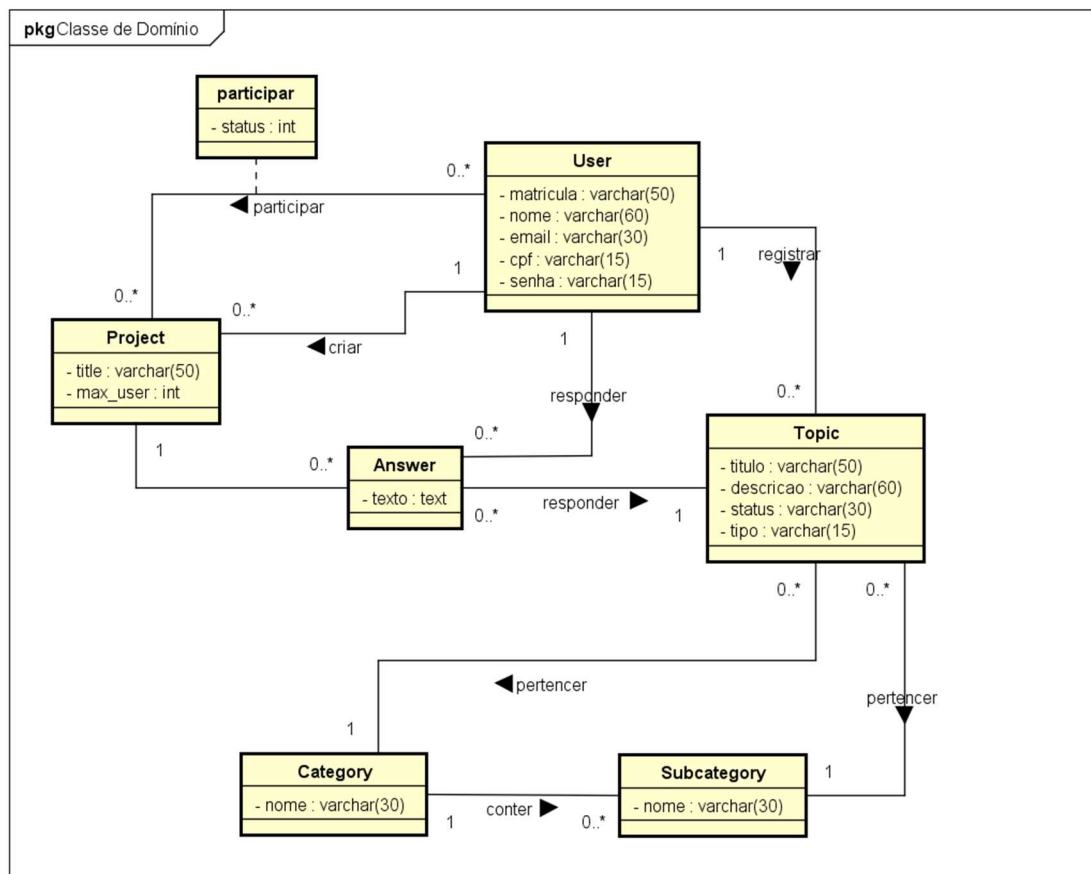 pkg Classe de Domínio
participar
- status : int
0..*
participar
0..*
User
- matricula : varchar(50)
- nome : varchar(60)
- email : varchar(30)
- cpf : varchar(15)
- senha : varchar(15)
1
registrar
1
0..*
criar
Project
- title : varchar(50)
- max_user : int
1
responder
0..*
0..*
Topic
- titulo : varchar(50)
- descricao : varchar(60)
- status : varchar(30)
- tipo : varchar(15)
1
0..*
Answer
- texto : text
0..*
responder
1
0..*
0..*
pertencer
pertencer
1
Category
- nome : varchar(30)
1
conter
0..*
Subcategory
- nome : varchar(30)
1